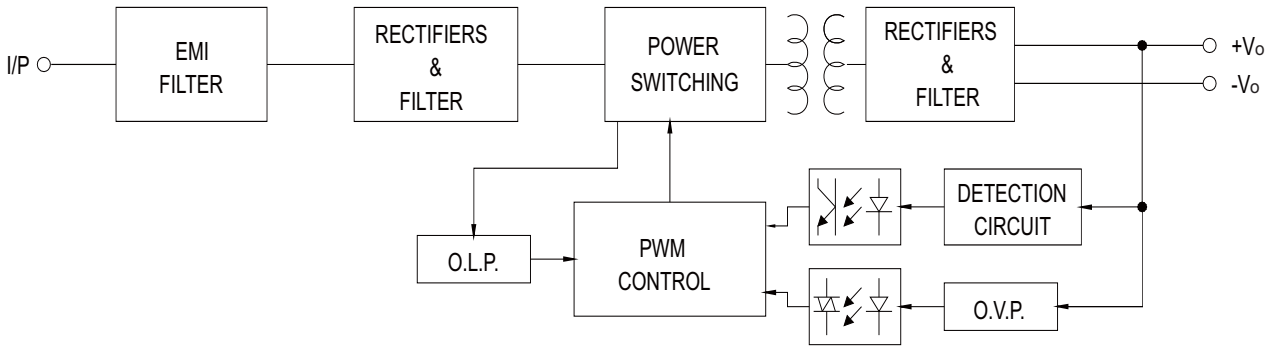 I/P
EMI
FILTER
RECTIFIERS
&
FILTER
POWER
SWITCHING
RECTIFIERS
&
FILTER
+Vo
-Vo
O.L.P.
PWM
CONTROL
DETECTION
CIRCUIT
O.V.P.